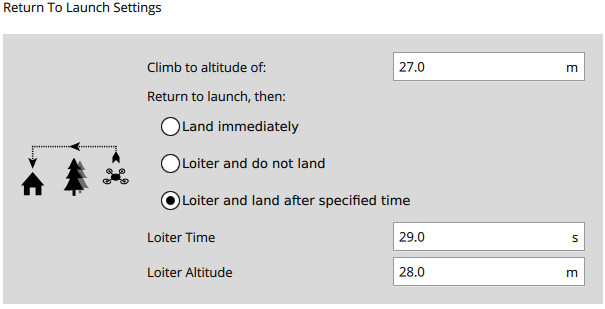 Return To Launch Settings
Climb to altitude of: 27.0 m
Return to launch, then:
Land immediately
Loiter and do not land
Loiter and land after specified time
Loiter Time 29.0 s
Loiter Altitude 28.0 m